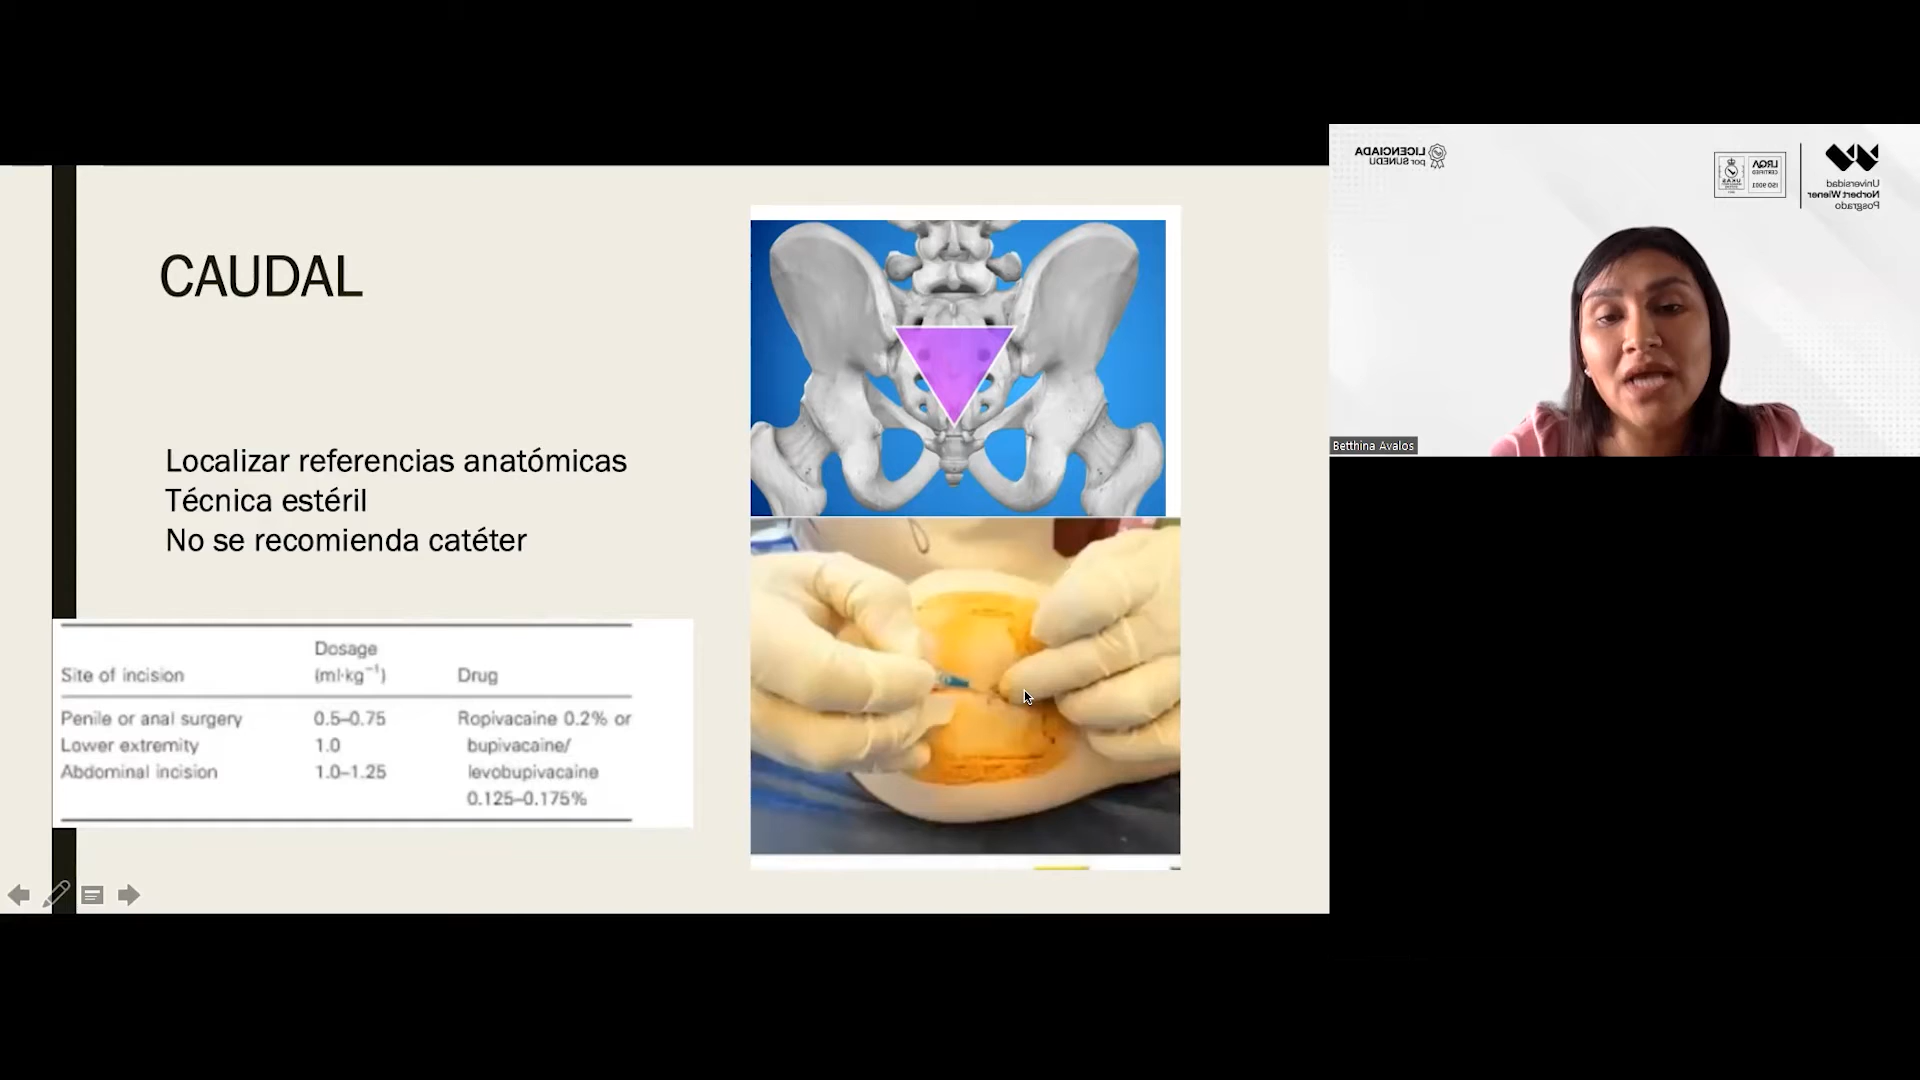 CAUDAL
Localizar referencias anatómicas
Técnica estéril
No se recomienda catéter
Site of incision Dosage (ml·kg⁻¹) Drug
Penile or anal surgery 0.5–0.75 Ropivacaine 0.2% or
Lower extremity 1.0 bupivacaine/
Abdominal incision 1.0–1.25 levobupivacaine
0.125–0.175%
LICENCIADA
por SUNEDU
LRQA
CERTIFIED
ISO 9001
UKAS
Universidad
Norbert Wiener
Posgrado
Betthina Avalos